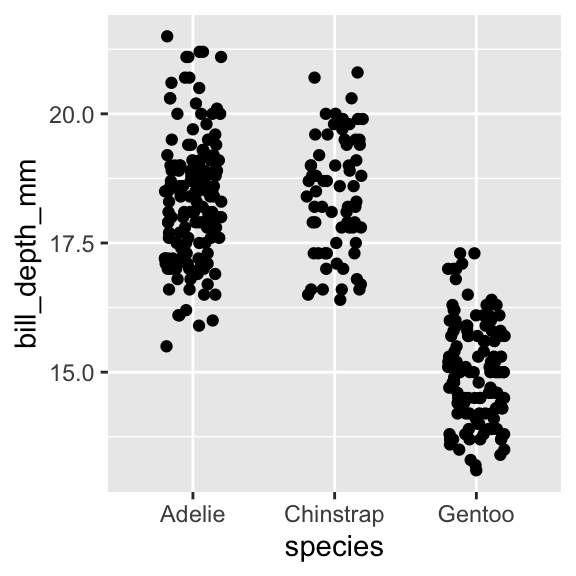 bill_depth_mm
20.0
17.5
15.0
Adelie Chinstrap Gentoo
species